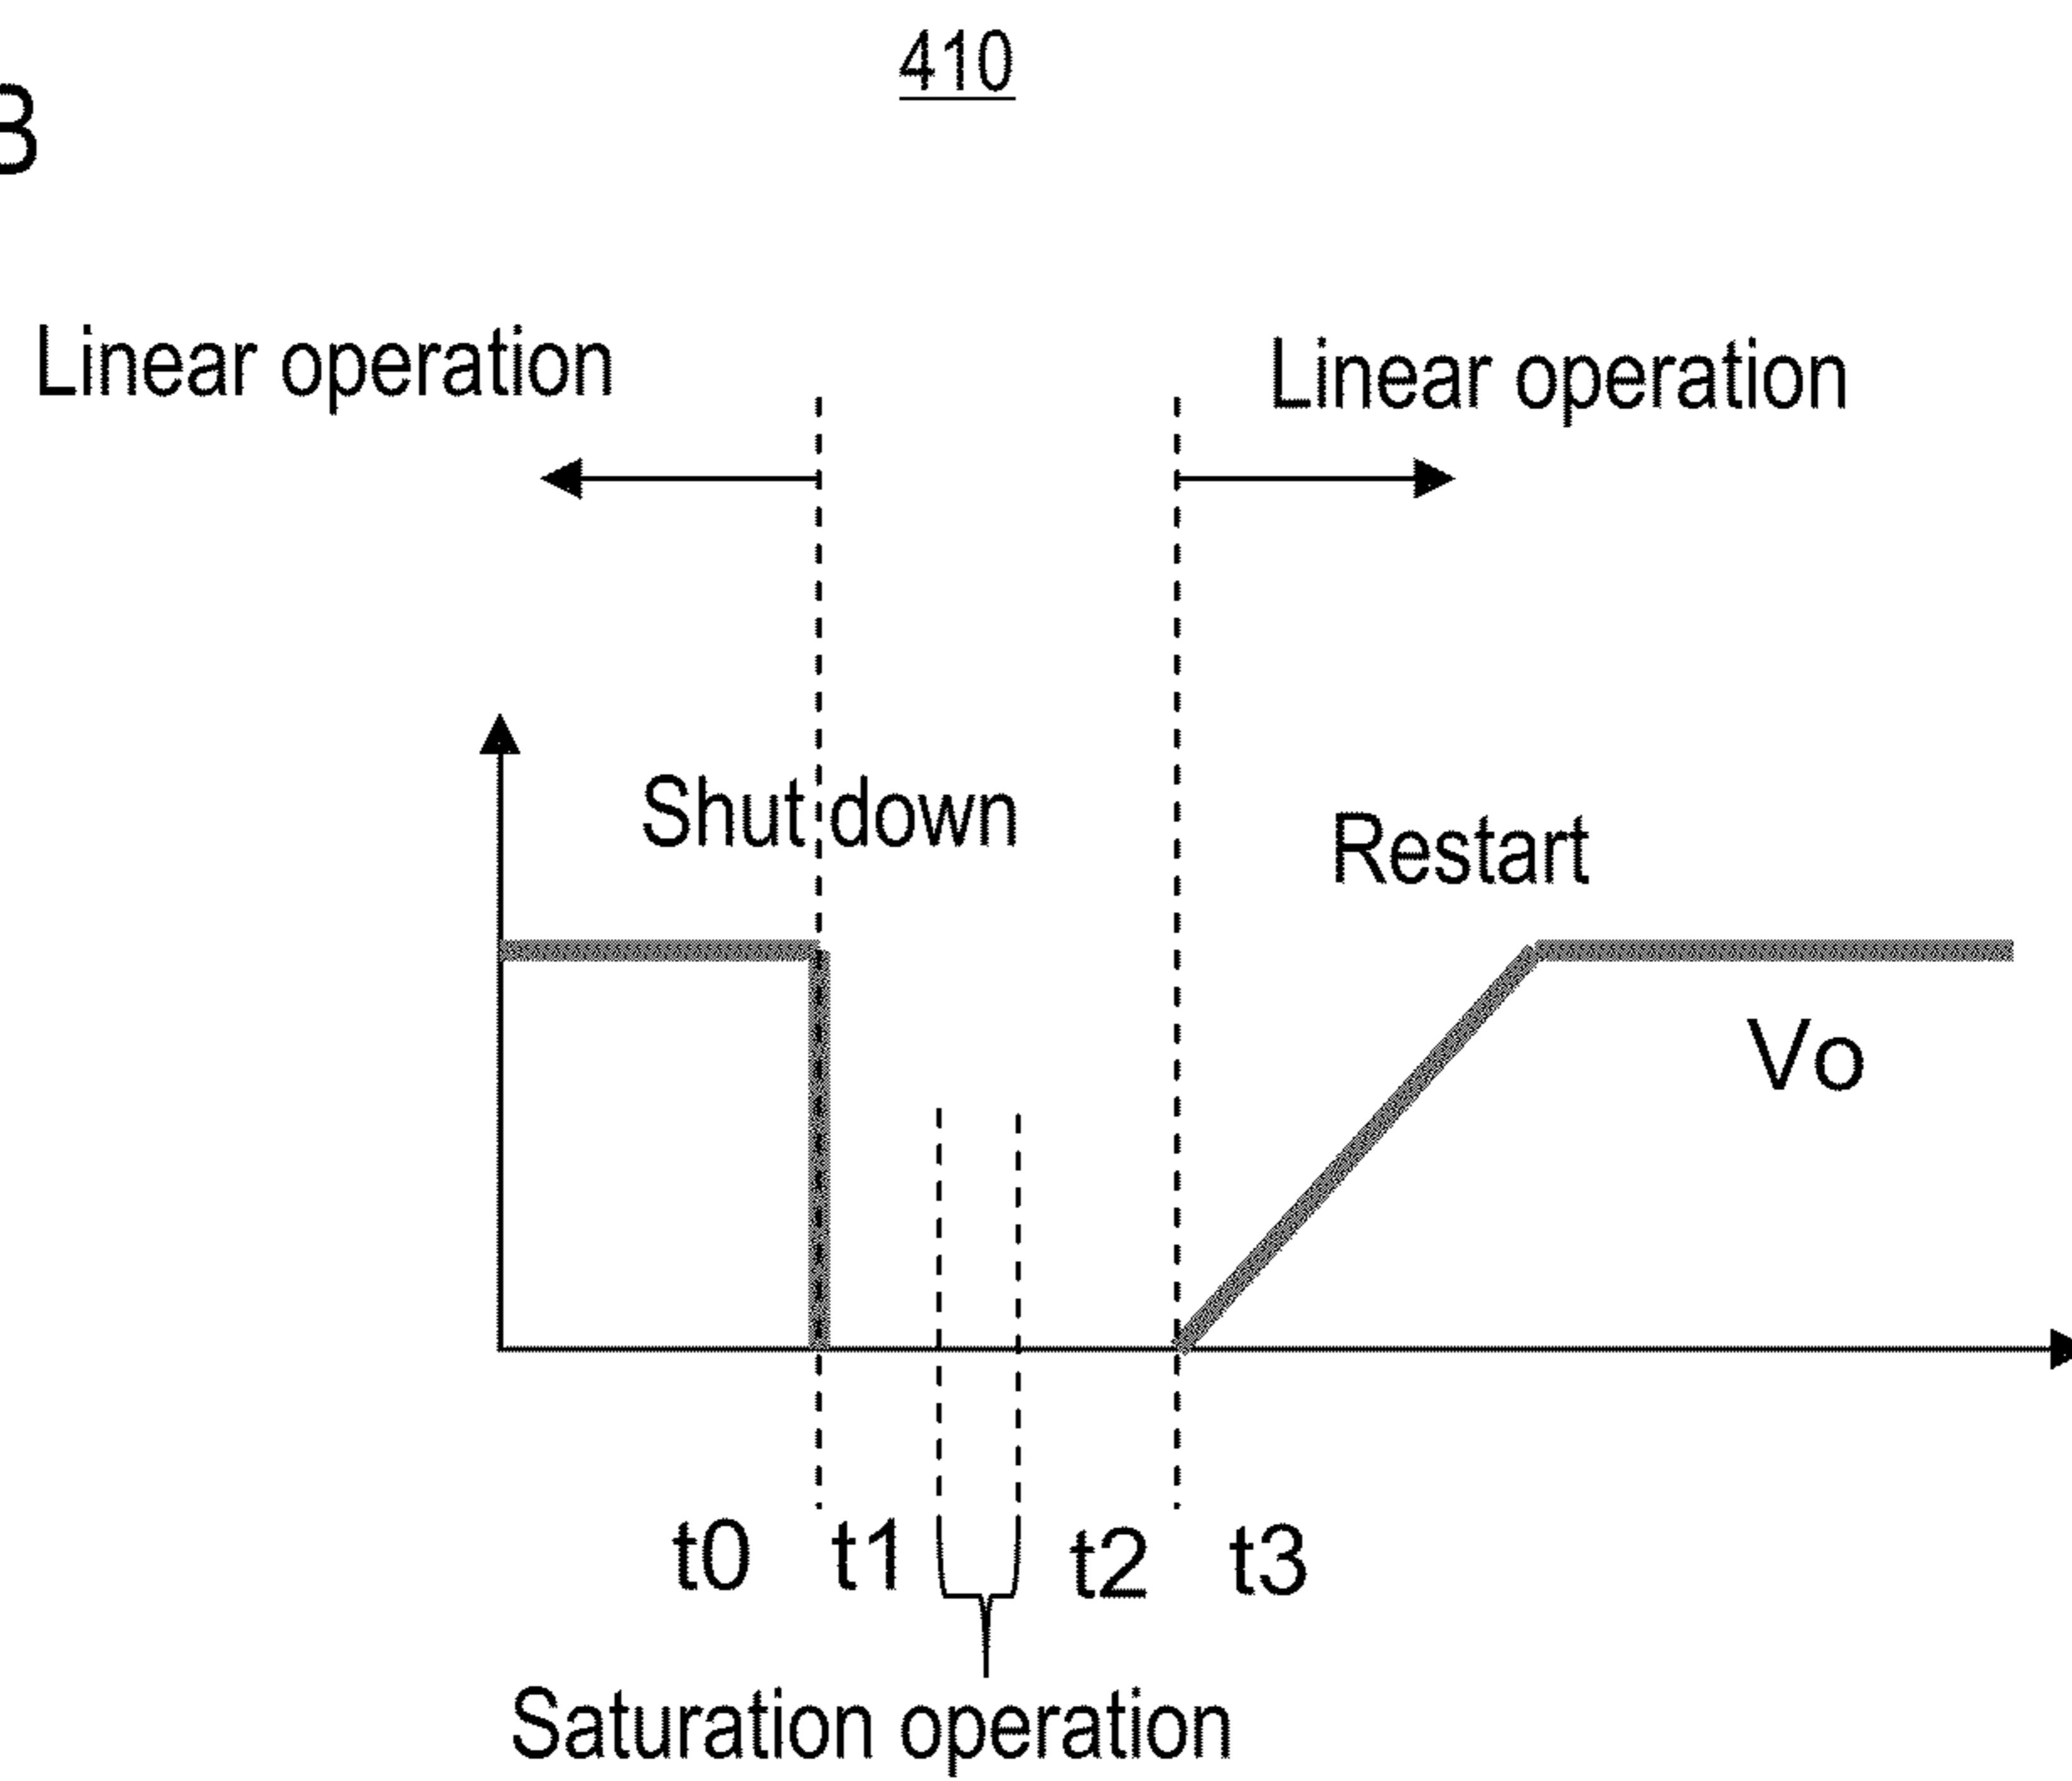 410
B
Linear operation
Linear operation
Shut down
Restart
Vo
t0 t1 t2 t3
Saturation operation